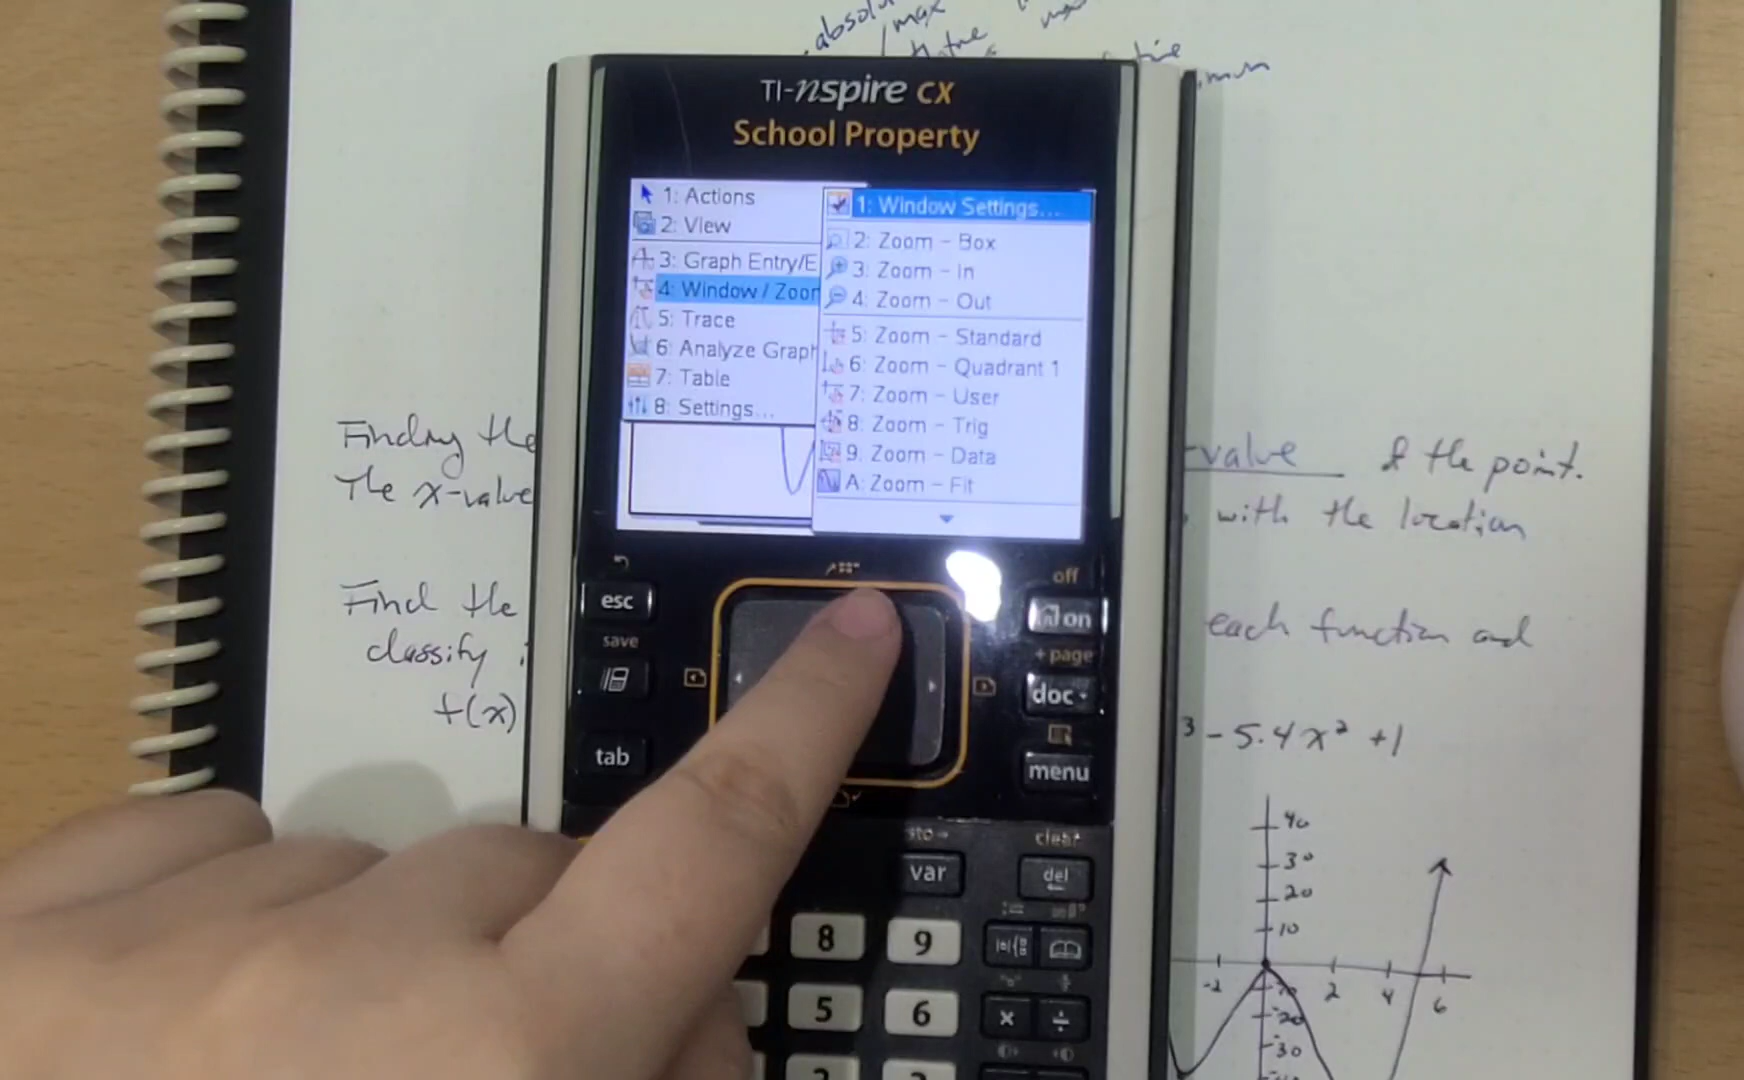 absolu
max
TI-nspire CX
School Property
1: Actions
2: View
3: Graph Entry/E
4: Window / Zoor
5: Trace
6: Analyze Graph
7: Table
8: Settings...
1: Window Settings...
2: Zoom – Box
3: Zoom – In
4: Zoom – Out
5: Zoom – Standard
6: Zoom – Quadrant 1
7: Zoom – User
8: Zoom – Trig
9: Zoom – Data
A: Zoom – Fit
Finding the
-value of the point.
The x-value
with the location
Find the
each function and
classify
f(x)
3 - 5.4x² + 1
esc
save
tab
off
on
+ page
doc
menu
sto→
var
clear
del
8
9
5
6
×
÷
40
30
20
10
2
4
6
-20
-30